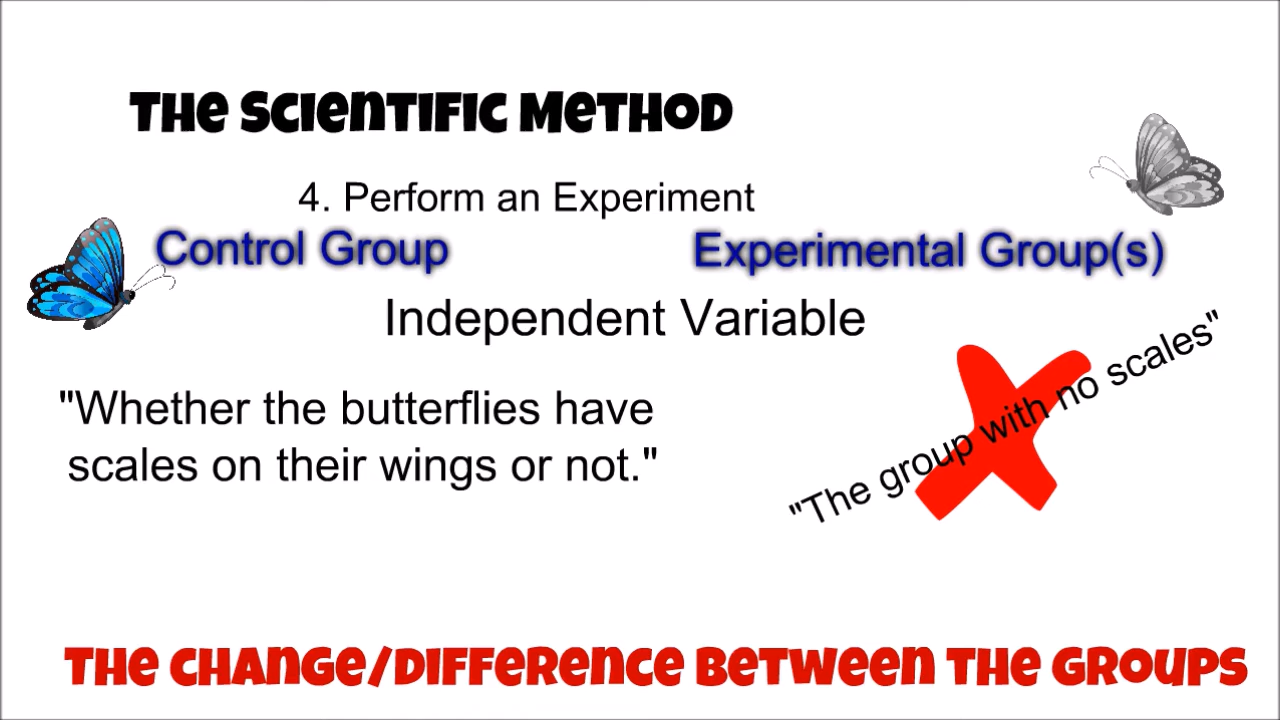 The Scientific Method
4. Perform an Experiment
Control Group
Experimental Group(s)
Independent Variable
"Whether the butterflies have
scales on their wings or not."
"The group with no scales"
The change/difference between the groups